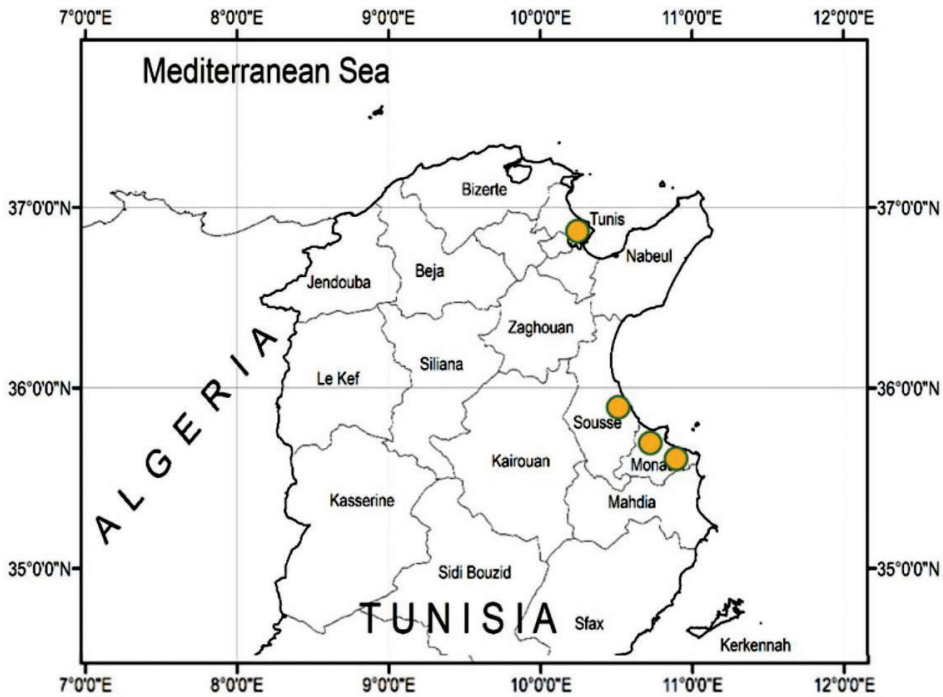 7°0'0"E 8°0'0"E 9°0'0"E 10°0'0"E 11°0'0"E 12°0'0"E
Mediterranean Sea
Bizerte
37°0'0"N 37°0'0"N
Tunis
Nabeul
Beja
Jendouba
Zaghouan
ALGERIA
Siliana
Le Kef
36°0'0"N 36°0'0"N
Sousse
Kairouan
Mona
Kasserine
Mahdia
35°0'0"N 35°0'0"N
Sidi Bouzid
TUNISIA
Sfax
Kerkennah
7°0'0"E 8°0'0"E 9°0'0"E 10°0'0"E 11°0'0"E 12°0'0"E